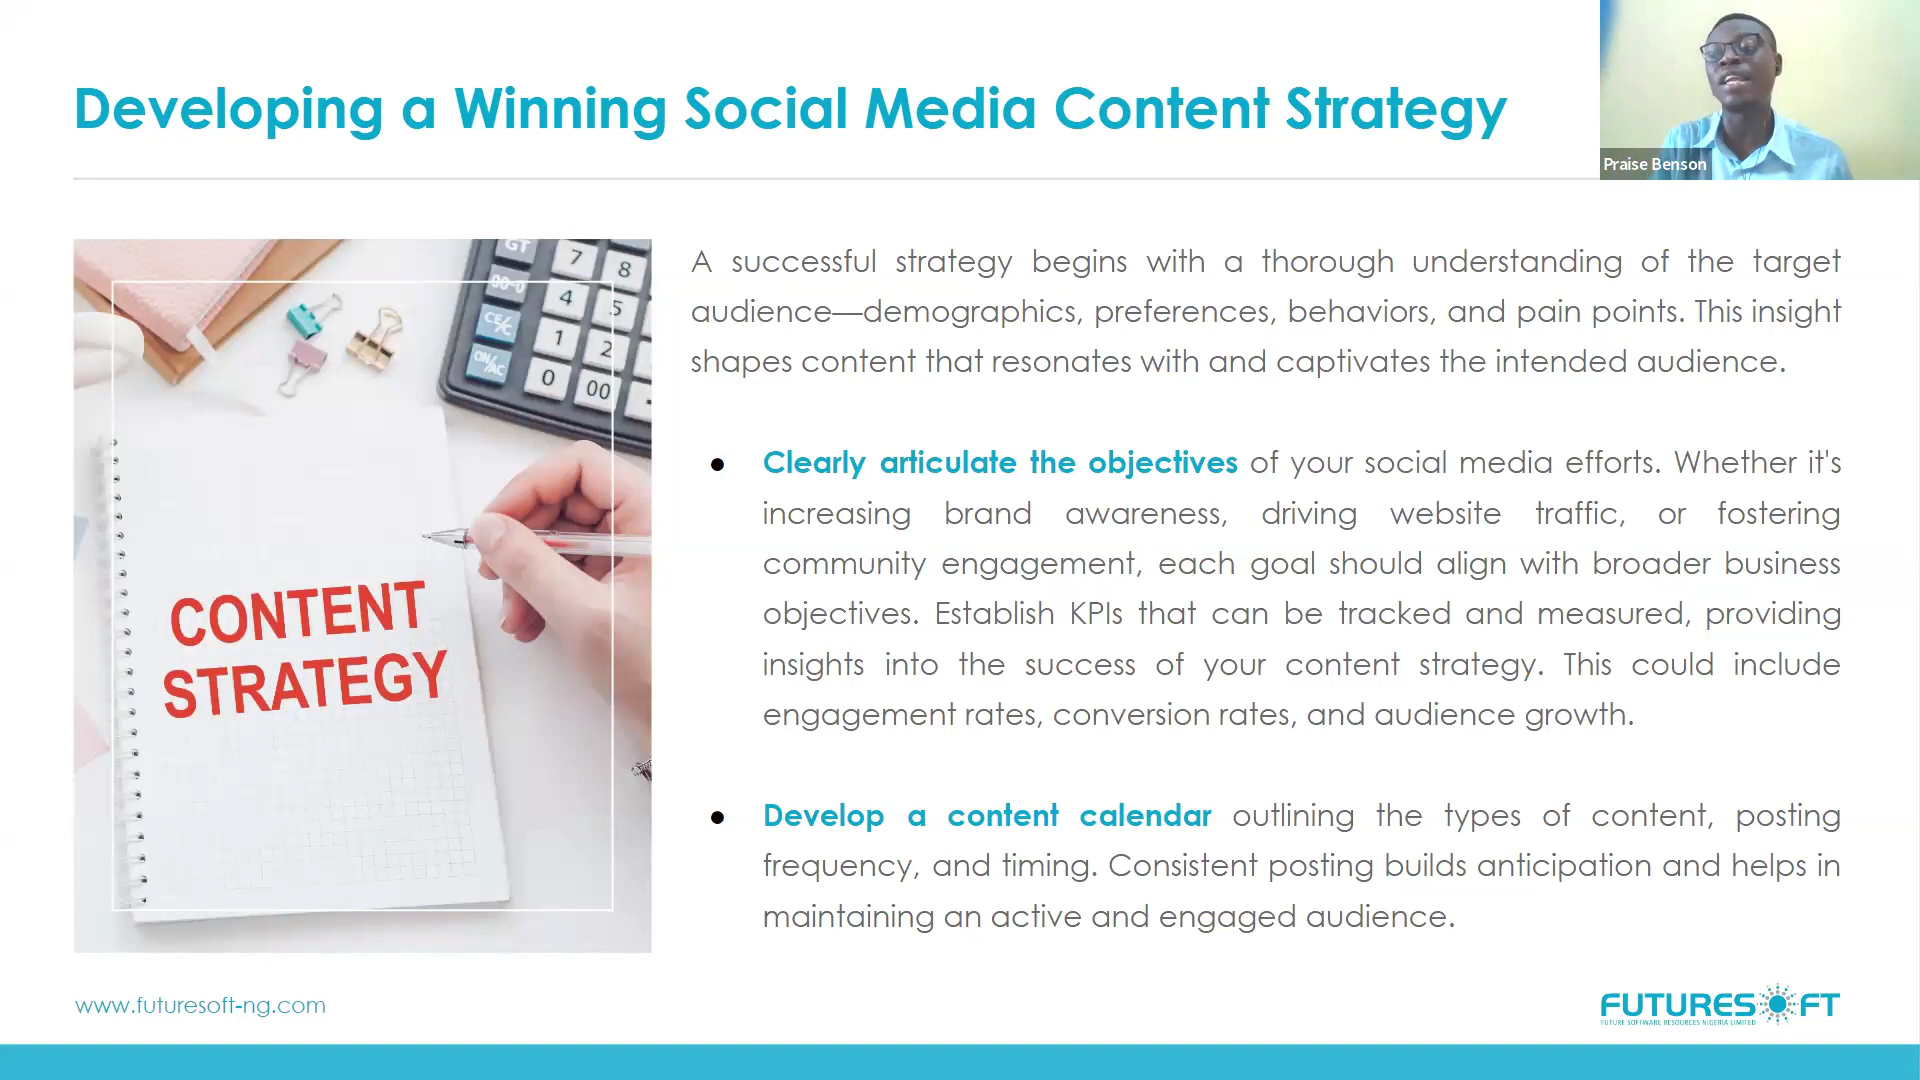 Developing a Winning Social Media Content Strategy
Praise Benson
GT
7
8
00-0
4
5
CE/C
1
2
ON/AC
0
00
CONTENT
STRATEGY
A successful strategy begins with a thorough understanding of the target
audience—demographics, preferences, behaviors, and pain points. This insight
shapes content that resonates with and captivates the intended audience.
● Clearly articulate the objectives of your social media efforts. Whether it's
increasing brand awareness, driving website traffic, or fostering
community engagement, each goal should align with broader business
objectives. Establish KPIs that can be tracked and measured, providing
insights into the success of your content strategy. This could include
engagement rates, conversion rates, and audience growth.
● Develop a content calendar outlining the types of content, posting
frequency, and timing. Consistent posting builds anticipation and helps in
maintaining an active and engaged audience.
www.futuresoft-ng.com
FUTURESOFT
FUTURE SOFTWARE RESOURCES NIGERIA LIMITED